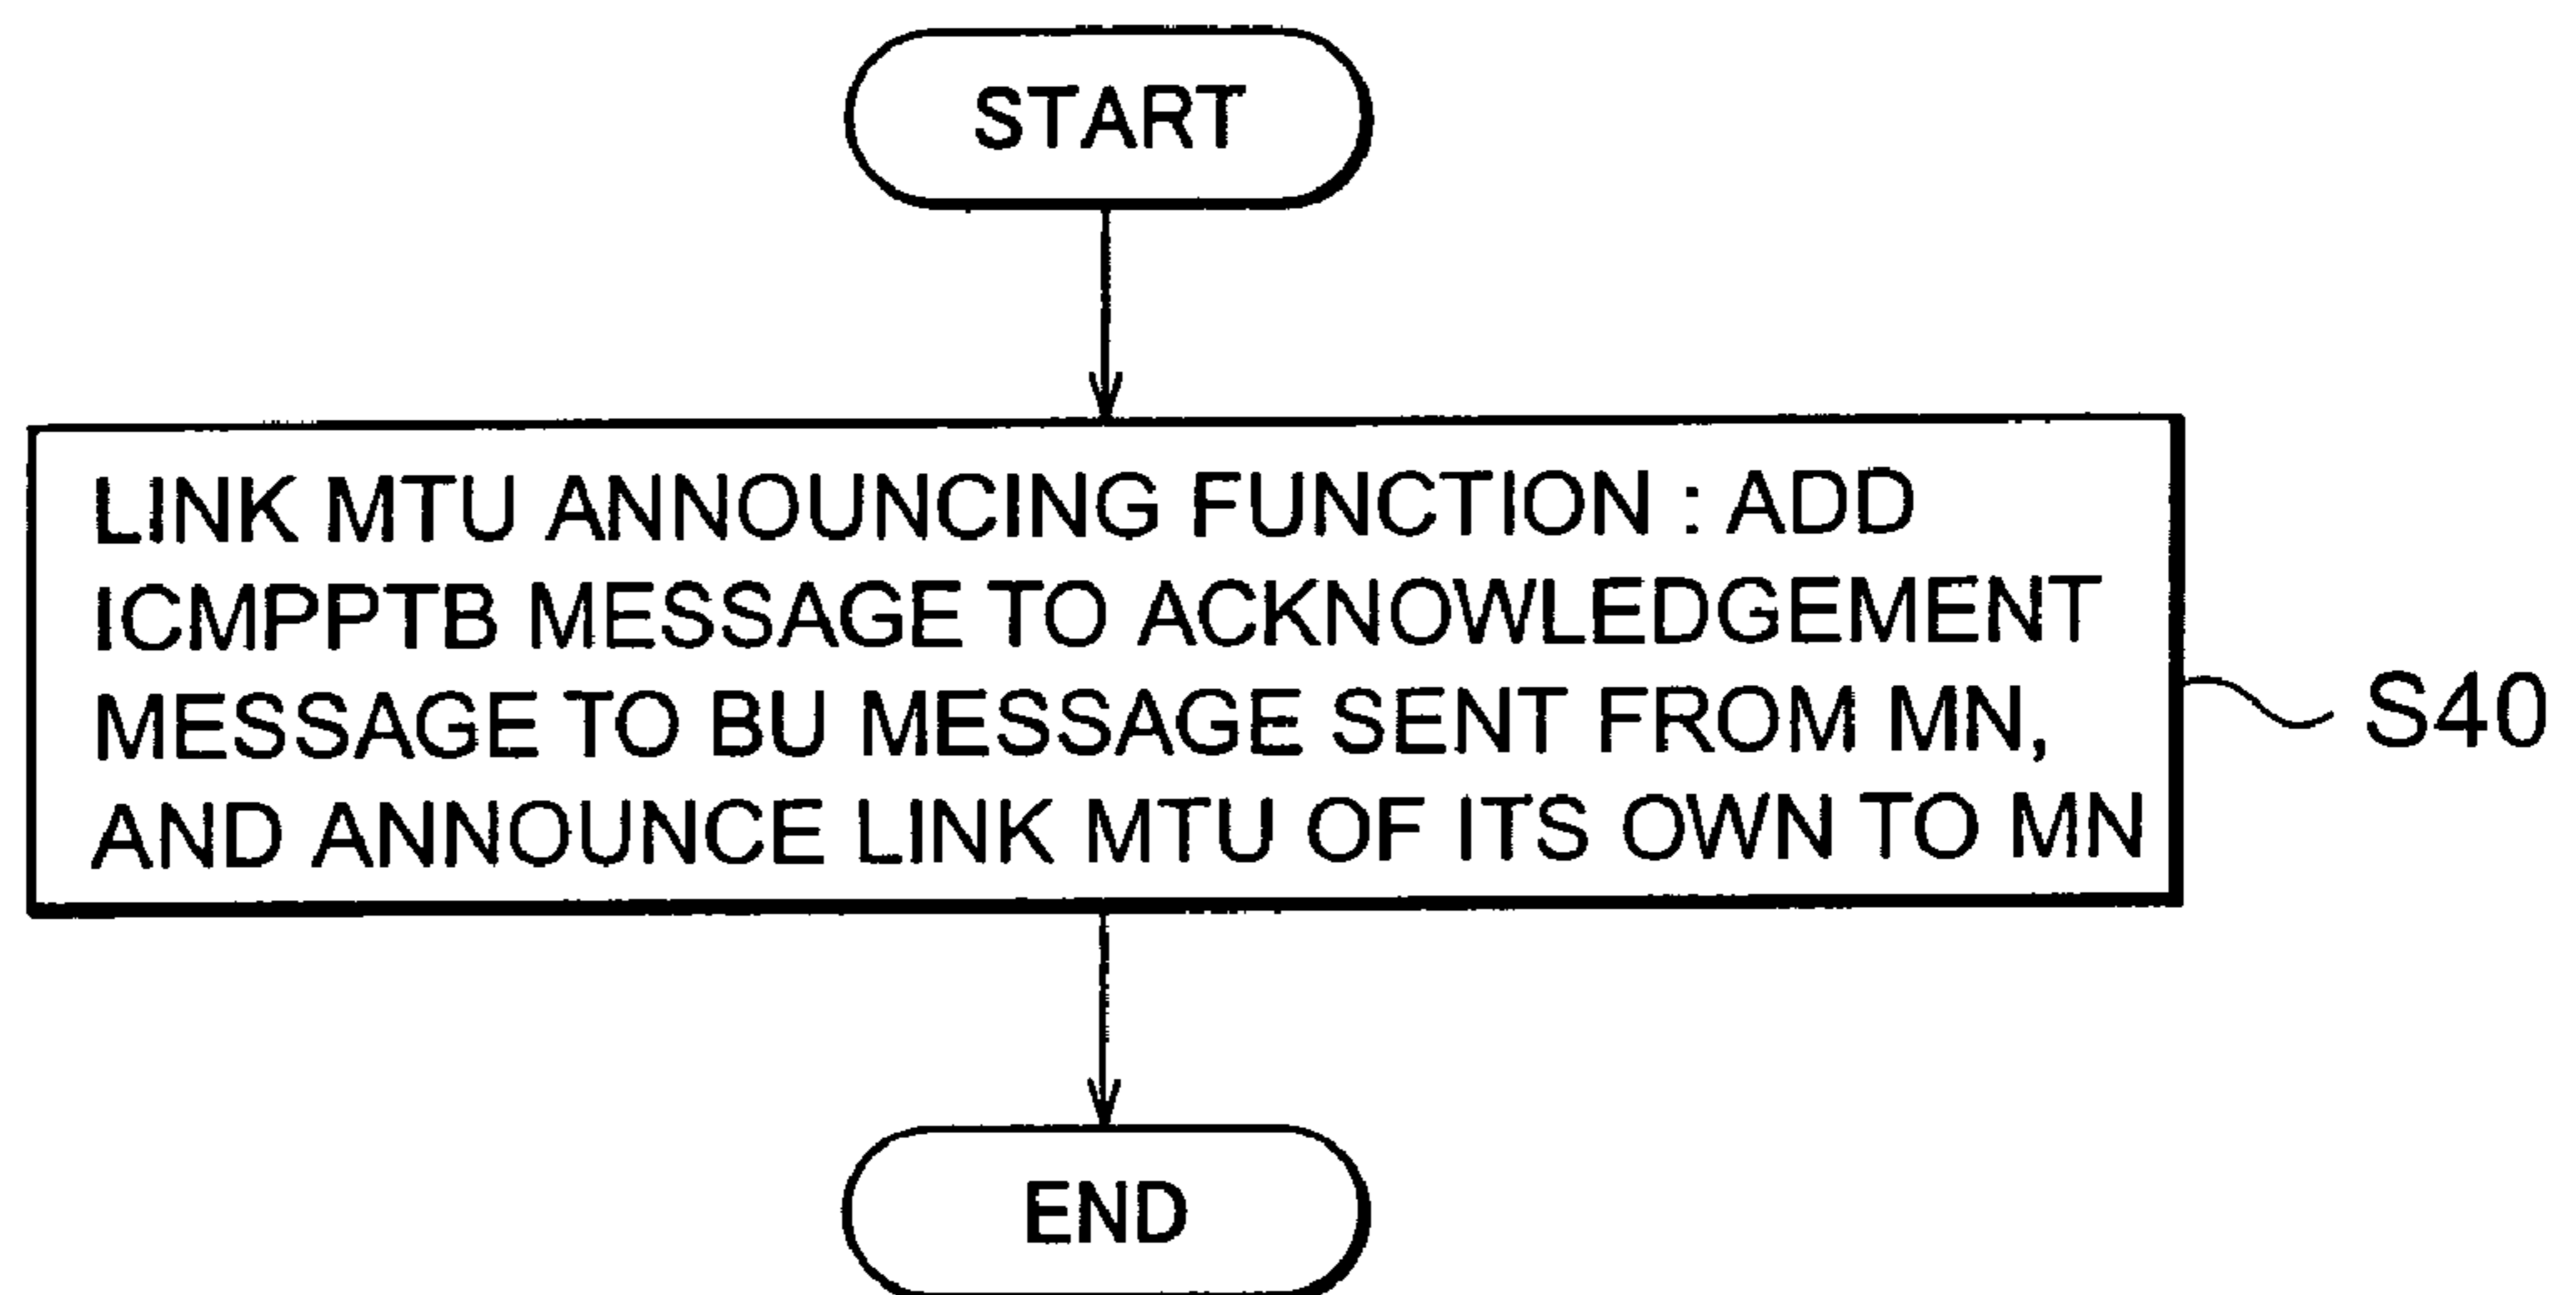 START
LINK MTU ANNOUNCING FUNCTION : ADD
ICMPPTB MESSAGE TO ACKNOWLEDGEMENT
MESSAGE TO BU MESSAGE SENT FROM MN,
AND ANNOUNCE LINK MTU OF ITS OWN TO MN
S40
END